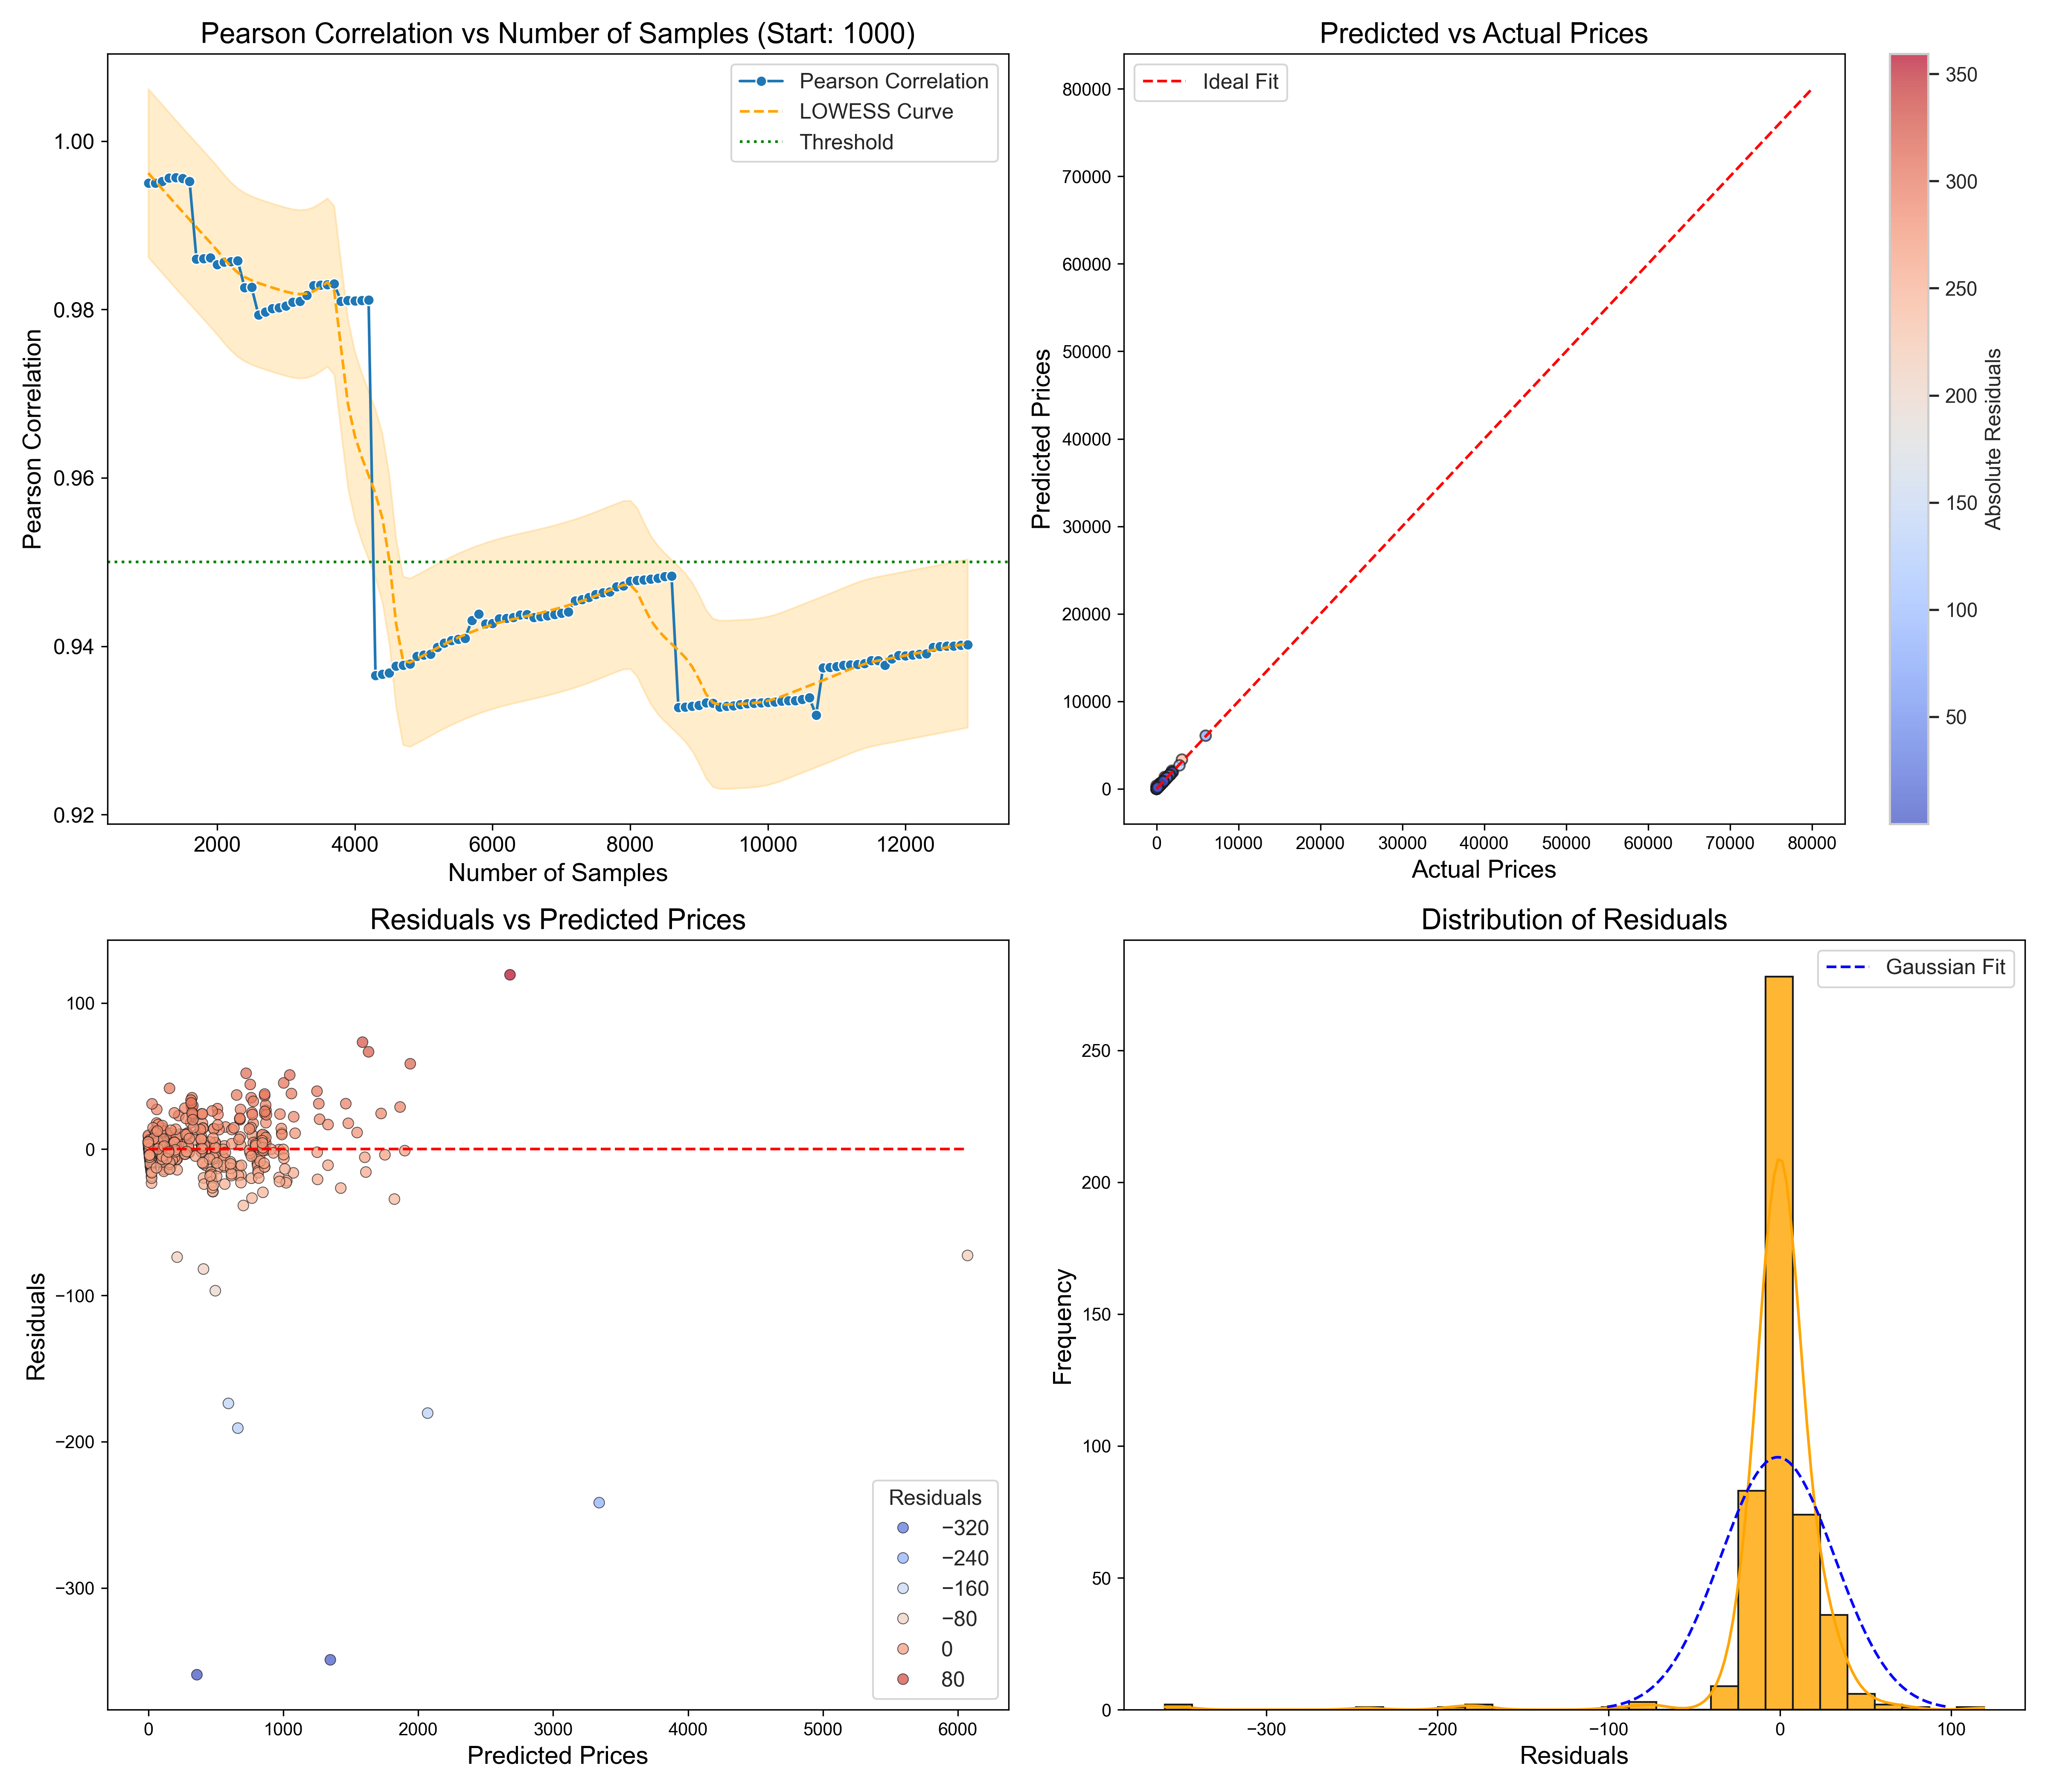 Pearson Correlation vs Number of Samples (Start: 1000)
Pearson Correlation
LOWESS Curve
Threshold
1.00
0.98
0.96
0.94
0.92
Pearson Correlation
2000 4000 6000 8000 10000 12000
Number of Samples
Predicted vs Actual Prices
Ideal Fit
80000
70000
60000
50000
40000
30000
20000
10000
0
Predicted Prices
0 10000 20000 30000 40000 50000 60000 70000 80000
Actual Prices
350
300
250
200
150
100
50
Absolute Residuals
Residuals vs Predicted Prices
100
0
−100
−200
−300
Residuals
Residuals
−320
−240
−160
−80
0
80
0 1000 2000 3000 4000 5000 6000
Predicted Prices
Distribution of Residuals
Gaussian Fit
250
200
150
100
50
0
Frequency
−300 −200 −100 0 100
Residuals